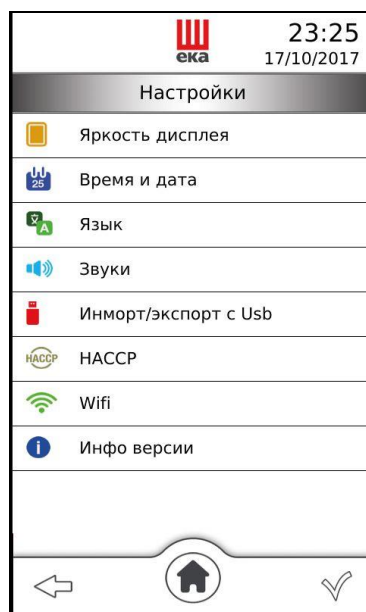 23:25
eka
17/10/2017
Настройки
Яркость дисплея
25
Время и дата
Язык
A
Звуки
Инморт/экспорт с Usb
HACCP
HACCP
Wifi
i
Инфо версии